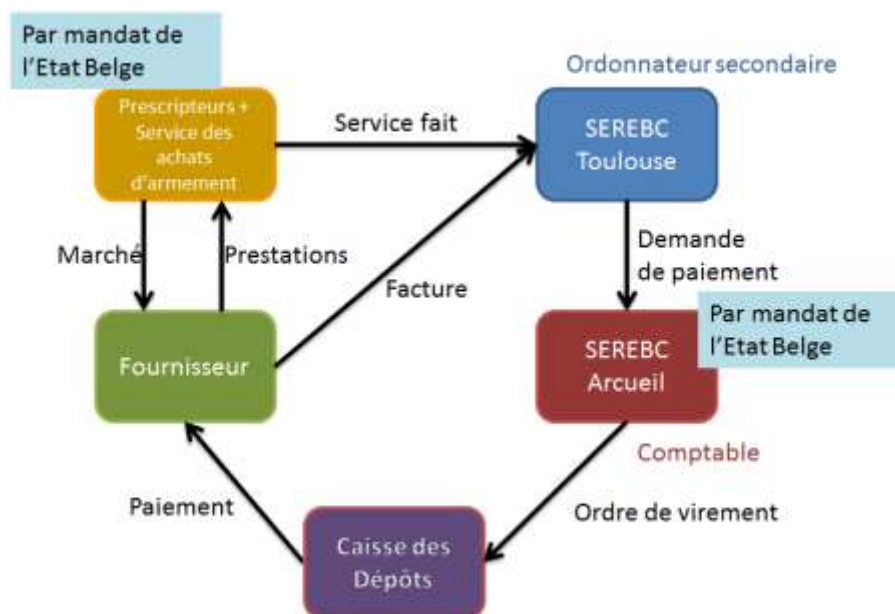 Par mandat de
l'Etat Belge
Ordonnateur secondaire
Prescripteurs +
Service des
achats
d'armement
Service fait
SEREBC
Toulouse
Marché
Prestations
Facture
Demande
de paiement
Par mandat de
l'Etat Belge
Fournisseur
SEREBC
Arcueil
Comptable
Paiement
Ordre de virement
Caisse des
Dépôts